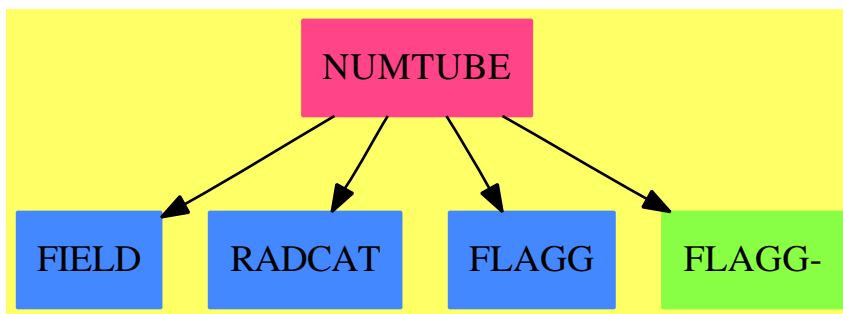 NUMTUBE
FIELD
RADCAT
FLAGG
FLAGG-